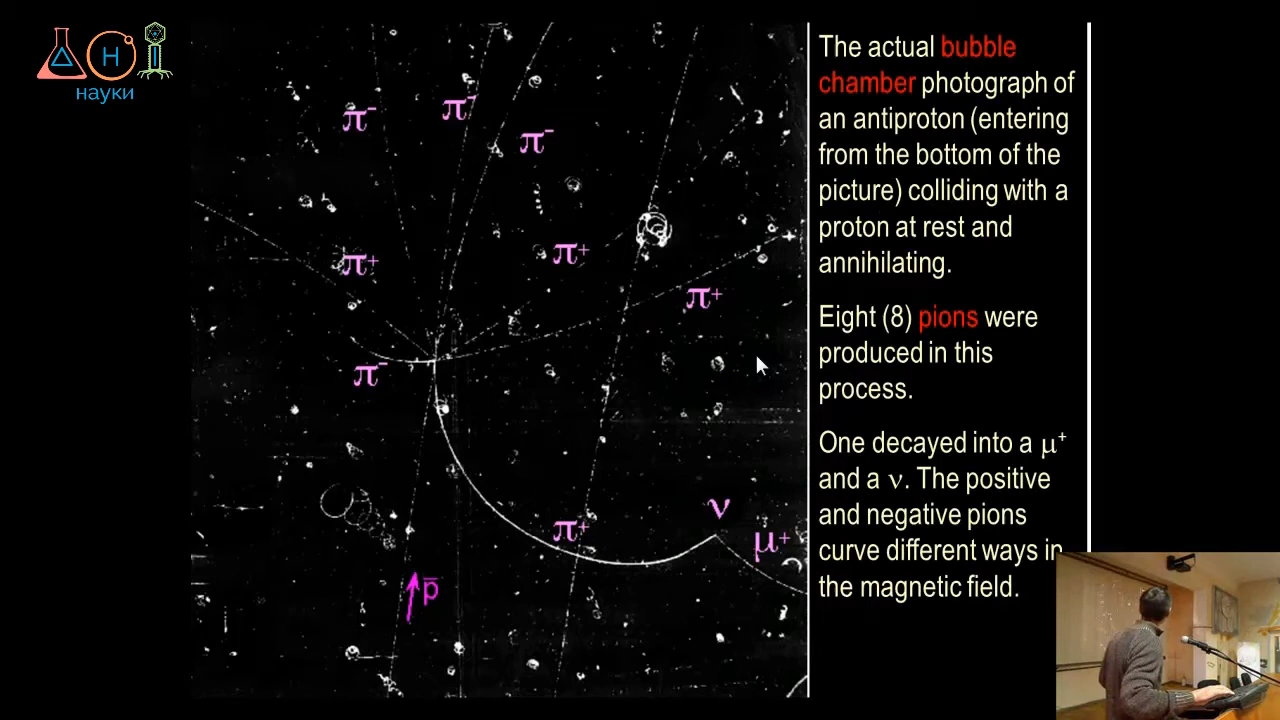 Н
науки
π⁻
π⁻
π⁻
π⁺
π⁺
π⁺
π⁻
π⁺
ν
μ⁺
p̅
The actual bubble
chamber photograph of
an antiproton (entering
from the bottom of the
picture) colliding with a
proton at rest and
annihilating.
Eight (8) pions were
produced in this
process.
One decayed into a μ⁺
and a ν. The positive
and negative pions
curve different ways in
the magnetic field.